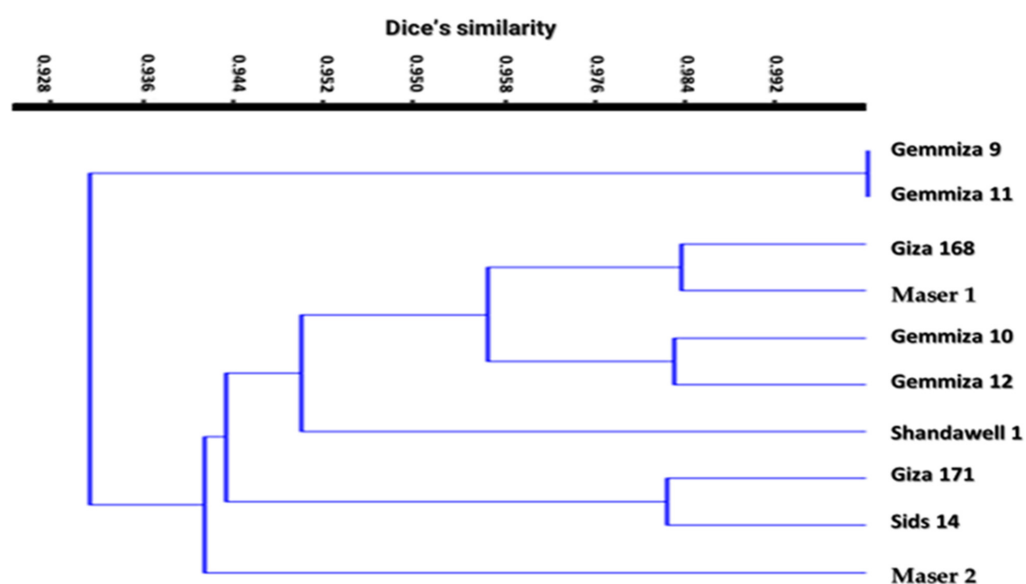 Dice's similarity
0.928 0.936 0.944 0.952 0.950 0.958 0.976 0.984 0.992
Gemmiza 9
Gemmiza 11
Giza 168
Maser 1
Gemmiza 10
Gemmiza 12
Shandawell 1
Giza 171
Sids 14
Maser 2